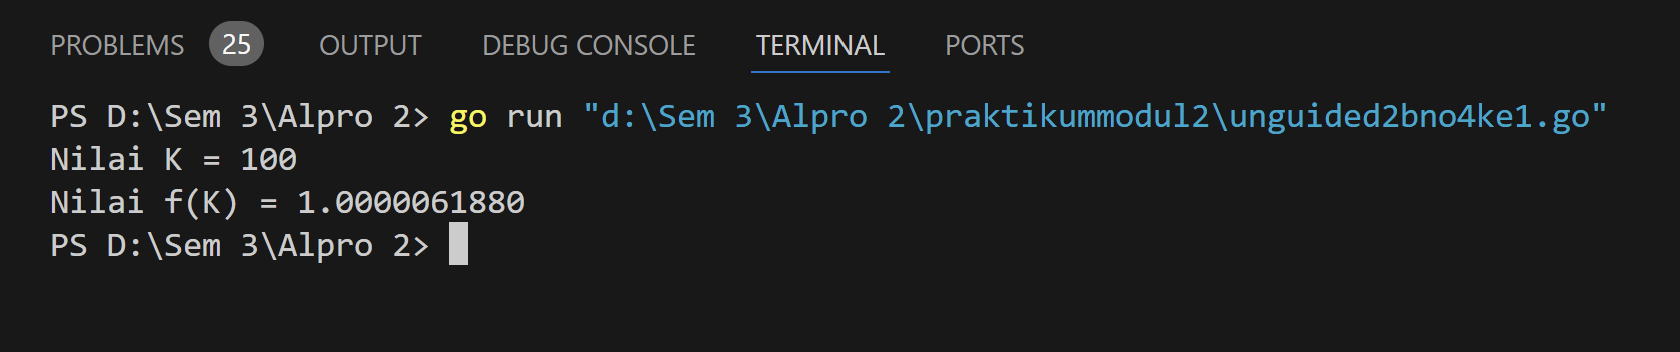 PROBLEMS 25 OUTPUT DEBUG CONSOLE TERMINAL PORTS
PS D:\Sem 3\Alpro 2> go run "d:\Sem 3\Alpro 2\praktikummodul2\unguided2bno4ke1.go"
Nilai K = 100
Nilai f(K) = 1.0000061880
PS D:\Sem 3\Alpro 2>